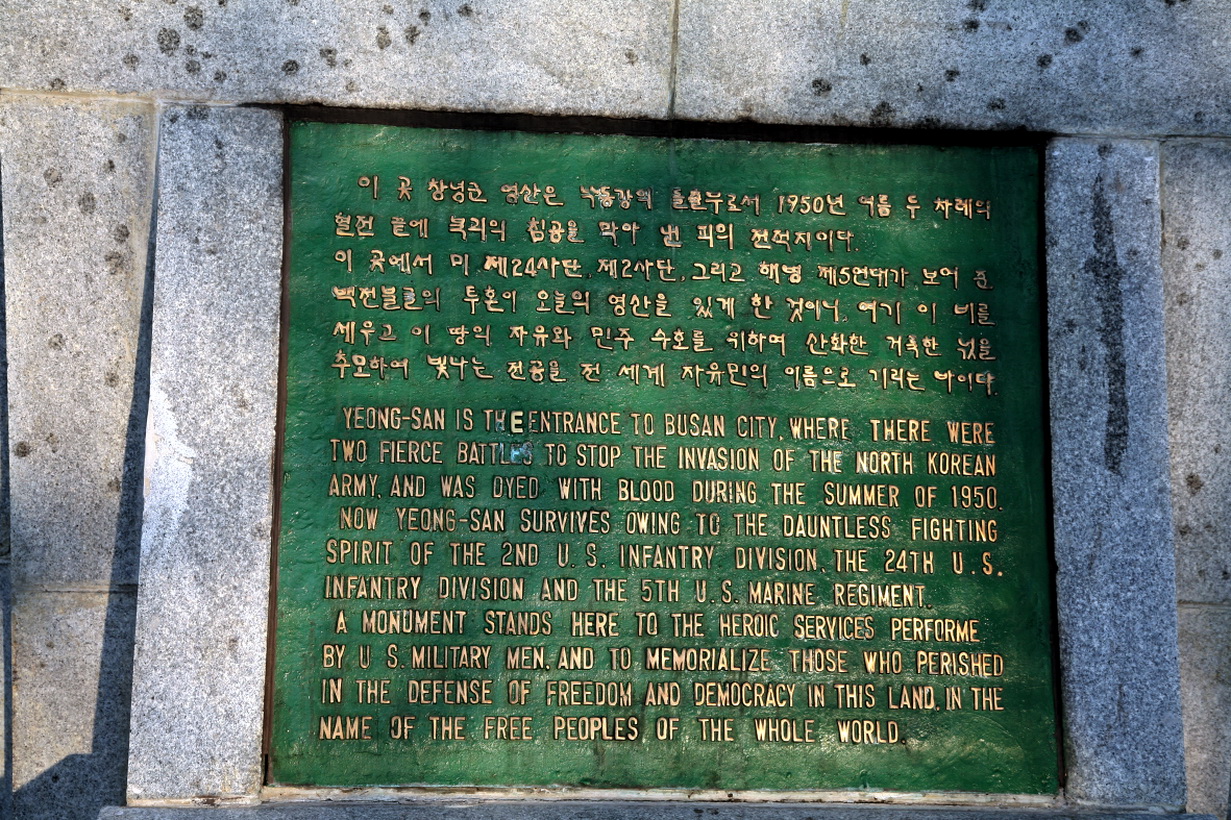 이 곳 창녕군 영산은 낙동강의 돌출부로서 1950년 여름 두 차례의
혈전 끝에 북괴의 침공을 막아 낸 피의 전적지이다.
이 곳에서 미 제24사단, 제2사단, 그리고 해병 제5연대가 보여 준
백전불굴의 투혼이 오늘의 영산을 있게 한 것이니, 여기 이 비를
세우고 이 땅의 자유와 민주 수호를 위하여 산화한 거룩한 넋을
추모하여 빛나는 전공을 전 세계 자유민의 이름으로 기리는 바이다.
YEONG-SAN IS THE ENTRANCE TO BUSAN CITY, WHERE THERE WERE
TWO FIERCE BATTLES TO STOP THE INVASION OF THE NORTH KOREAN
ARMY, AND WAS DYED WITH BLOOD DURING THE SUMMER OF 1950.
NOW YEONG-SAN SURVIVES OWING TO THE DAUNTLESS FIGHTING
SPIRIT OF THE 2ND U.S. INFANTRY DIVISION, THE 24TH U.S.
INFANTRY DIVISION AND THE 5TH U.S. MARINE REGIMENT.
A MONUMENT STANDS HERE TO THE HEROIC SERVICES PERFORME
BY U S. MILITARY MEN, AND TO MEMORIALIZE THOSE WHO PERISHED
IN THE DEFENSE OF FREEDOM AND DEMOCRACY IN THIS LAND, IN THE
NAME OF THE FREE PEOPLES OF THE WHOLE WORLD.